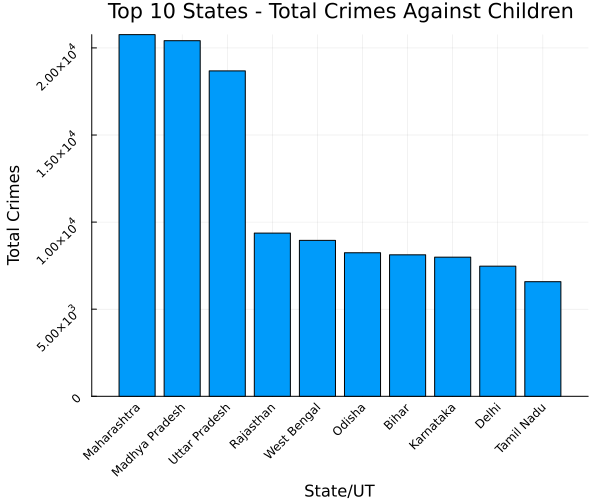 Top 10 States - Total Crimes Against Children
Total Crimes
2.00×10⁴
1.50×10⁴
1.00×10⁴
5.00×10³
0
Maharashtra
Madhya Pradesh
Uttar Pradesh
Rajasthan
West Bengal
Odisha
Bihar
Karnataka
Delhi
Tamil Nadu
State/UT